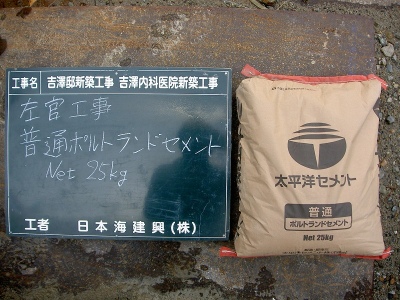 工事名 吉澤邸新築工事 吉澤内科医院新築工事
左官工事
普通ポルトランドセメント
Net 25kg
工者 日本海建興(株)
太平洋セメント
普通
ポルトランドセメント
Net 25kg